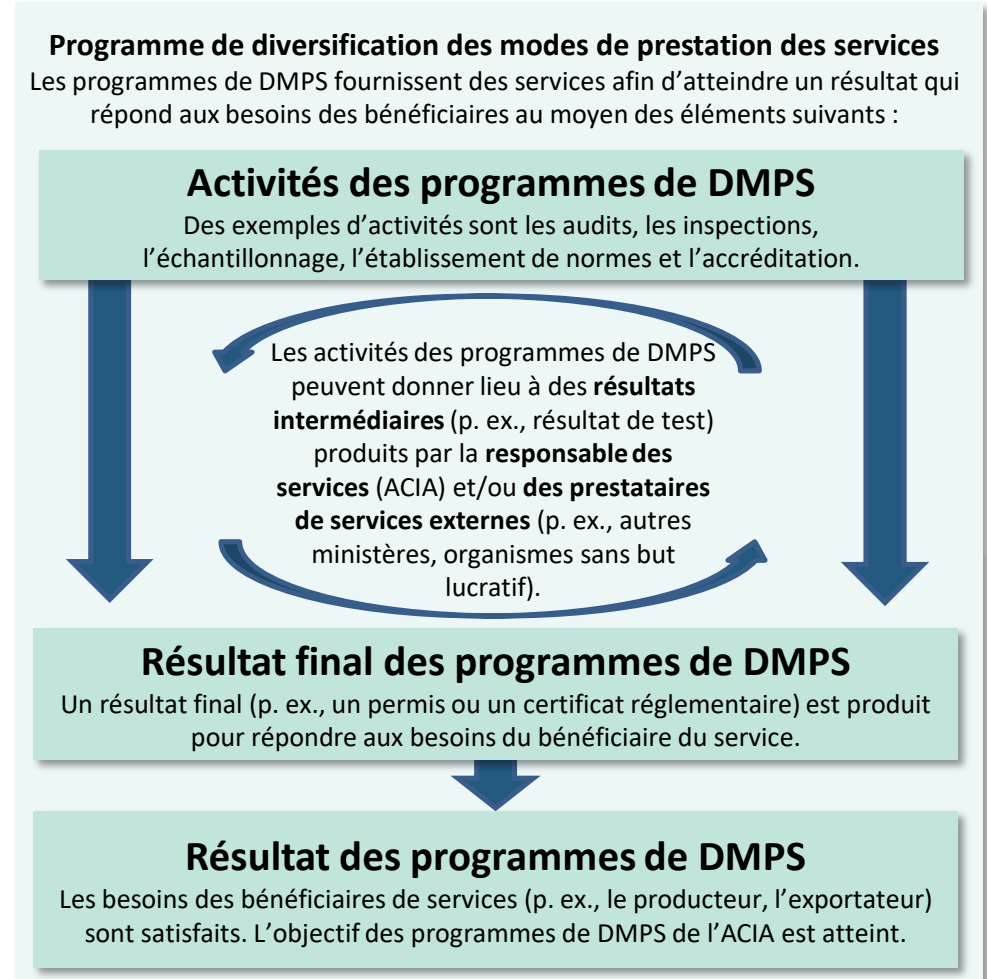 Programme de diversification des modes de prestation des services
Les programmes de DMPS fournissent des services afin d’atteindre un résultat qui
répond aux besoins des bénéficiaires au moyen des éléments suivants :
Activités des programmes de DMPS
Des exemples d’activités sont les audits, les inspections,
l’échantillonnage, l’établissement de normes et l’accréditation.
Les activités des programmes de DMPS
peuvent donner lieu à des résultats
intermédiaires (p. ex., résultat de test)
produits par la responsable des
services (ACIA) et/ou des prestataires
de services externes (p. ex., autres
ministères, organismes sans but
lucratif).
Résultat final des programmes de DMPS
Un résultat final (p. ex., un permis ou un certificat réglementaire) est produit
pour répondre aux besoins du bénéficiaire du service.
Résultat des programmes de DMPS
Les besoins des bénéficiaires de services (p. ex., le producteur, l’exportateur)
sont satisfaits. L’objectif des programmes de DMPS de l’ACIA est atteint.